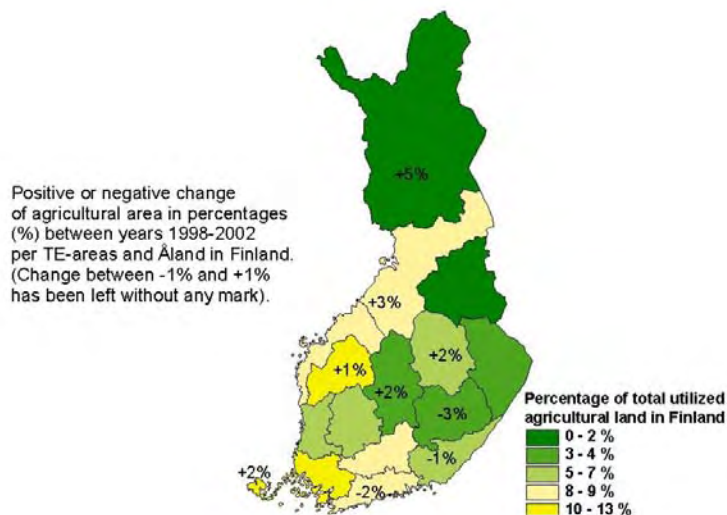 +5%
Positive or negative change
of agricultural area in percentages
(%) between years 1998-2002
per TE-areas and Åland in Finland.
(Change between -1% and +1%
has been left without any mark).
+3%
+2%
+1%
+2%
-3%
-1%
+2%
-2%
Percentage of total utilized
agricultural land in Finland
0 - 2 %
3 - 4 %
5 - 7 %
8 - 9 %
10 - 13 %